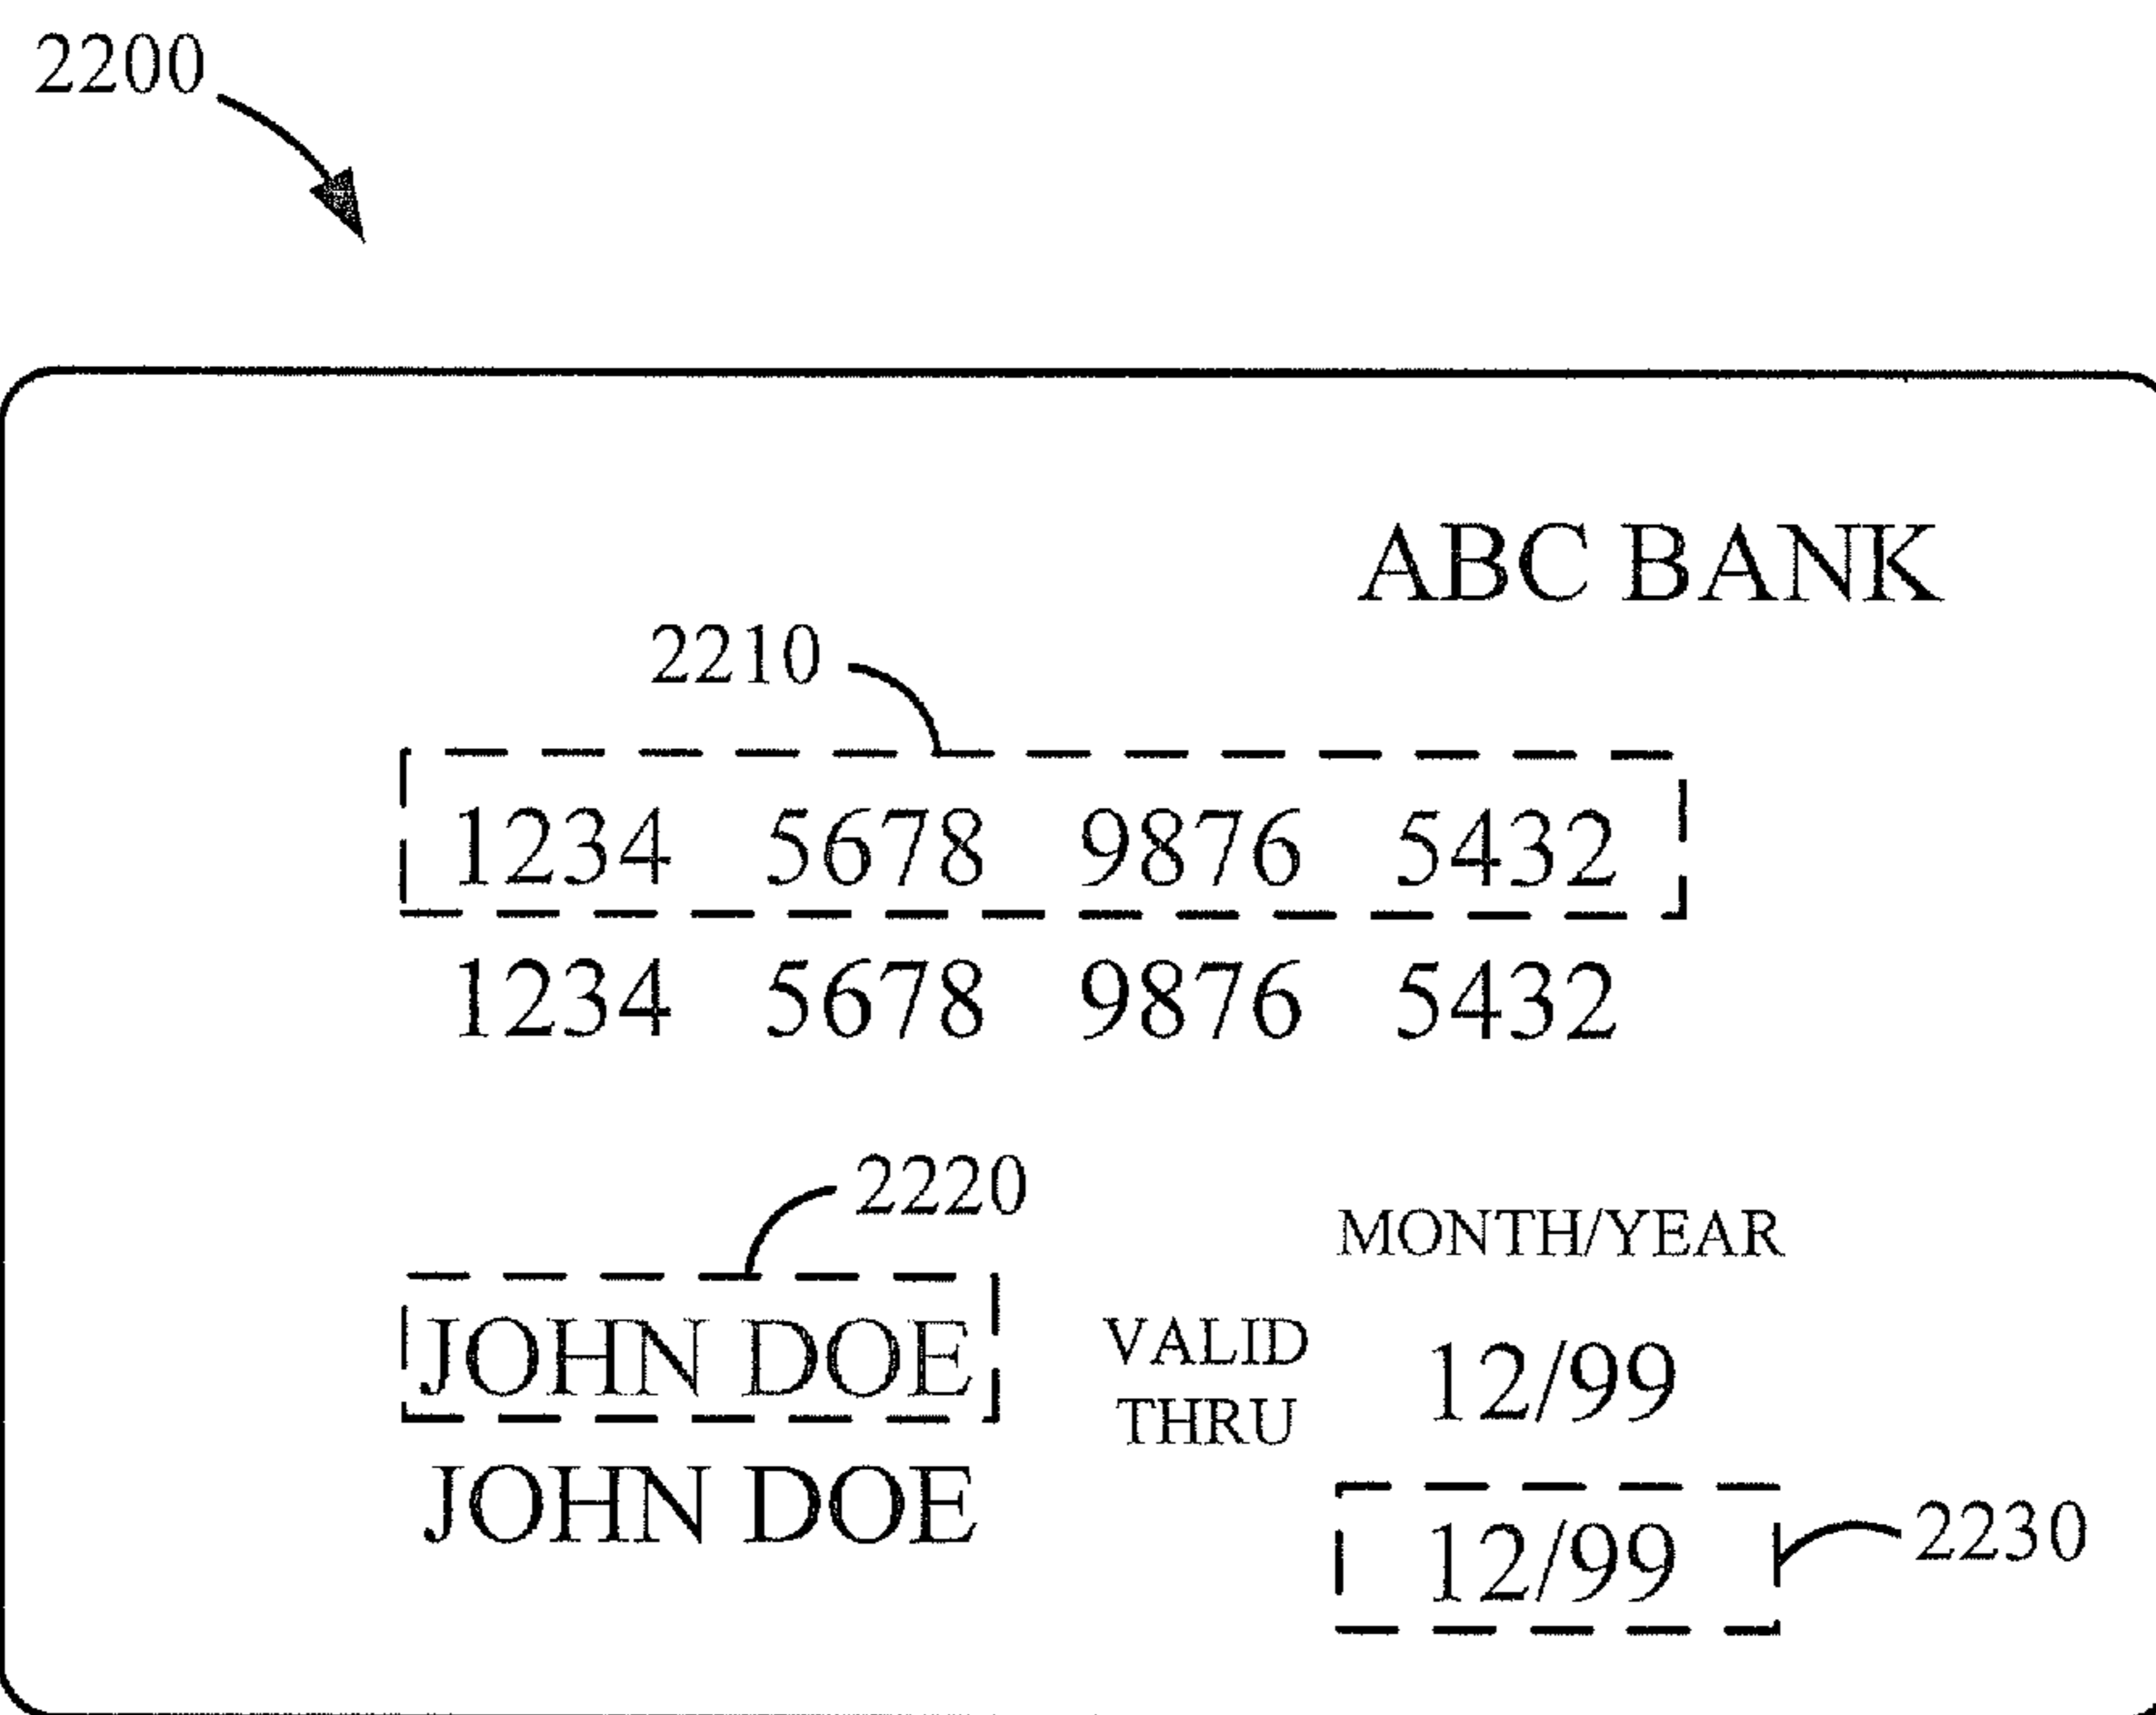 2200
ABC BANK
2210
1234 5678 9876 5432
1234 5678 9876 5432
2220
MONTH/YEAR
JOHN DOE
VALID
THRU
12/99
JOHN DOE
12/99
2230